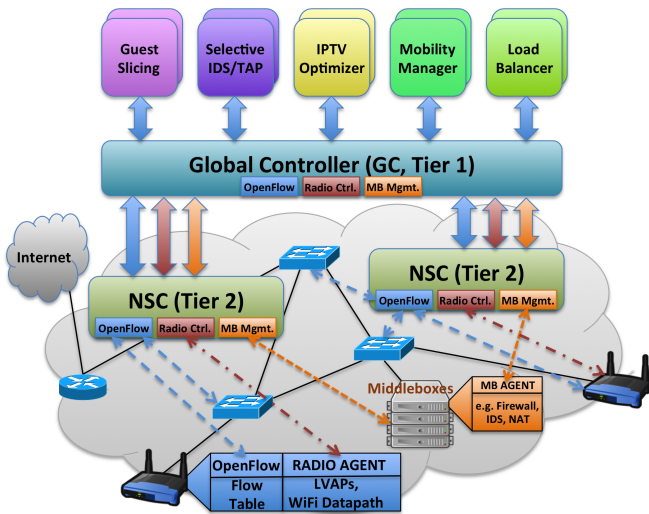 Guest
Slicing
Selective
IDS/TAP
IPTV
Optimizer
Mobility
Manager
Load
Balancer
Global Controller (GC, Tier 1)
OpenFlow Radio Ctrl. MB Mgmt.
Internet
NSC (Tier 2)
OpenFlow Radio Ctrl. MB Mgmt.
NSC (Tier 2)
OpenFlow Radio Ctrl. MB Mgmt.
Middleboxes
MB AGENT
e.g. Firewall,
IDS, NAT
OpenFlow
Flow
Table
RADIO AGENT
LVAPs,
WiFi Datapath